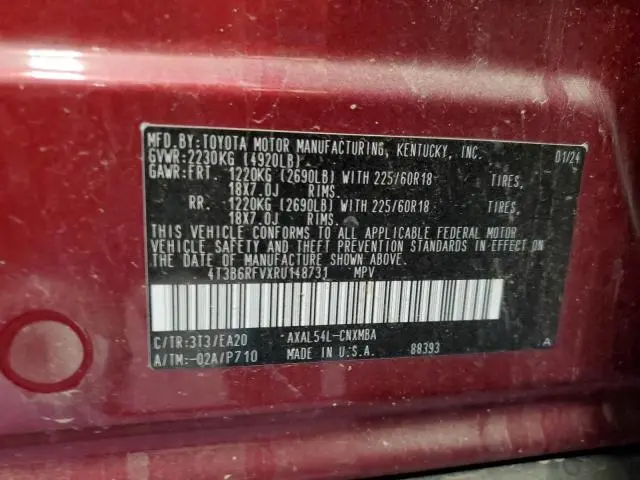 MFD.BY:TOYOTA MOTOR MANUFACTURING, KENTUCKY, INC.
GVWR:2230KG (4920LB) 01/24
GAWR:FRT 1220KG (2690LB) WITH 225/60R18 TIRES,
18X7.0J RIMS.
RR. 1220KG (2690LB) WITH 225/60R18 TIRES,
18X7.0J RIMS.
THIS VEHICLE CONFORMS TO ALL APPLICABLE FEDERAL MOTOR
VEHICLE SAFETY AND THEFT PREVENTION STANDARDS IN EFFECT ON
THE DATE OF MANUFACTURE SHOWN ABOVE.
4T3B6RFVXRU148731 MPV
C/TR:3T3/EA20 AXAL54L-CNXMBA A
A/TM:-02A/P710 MADE IN U.S.A. 88393